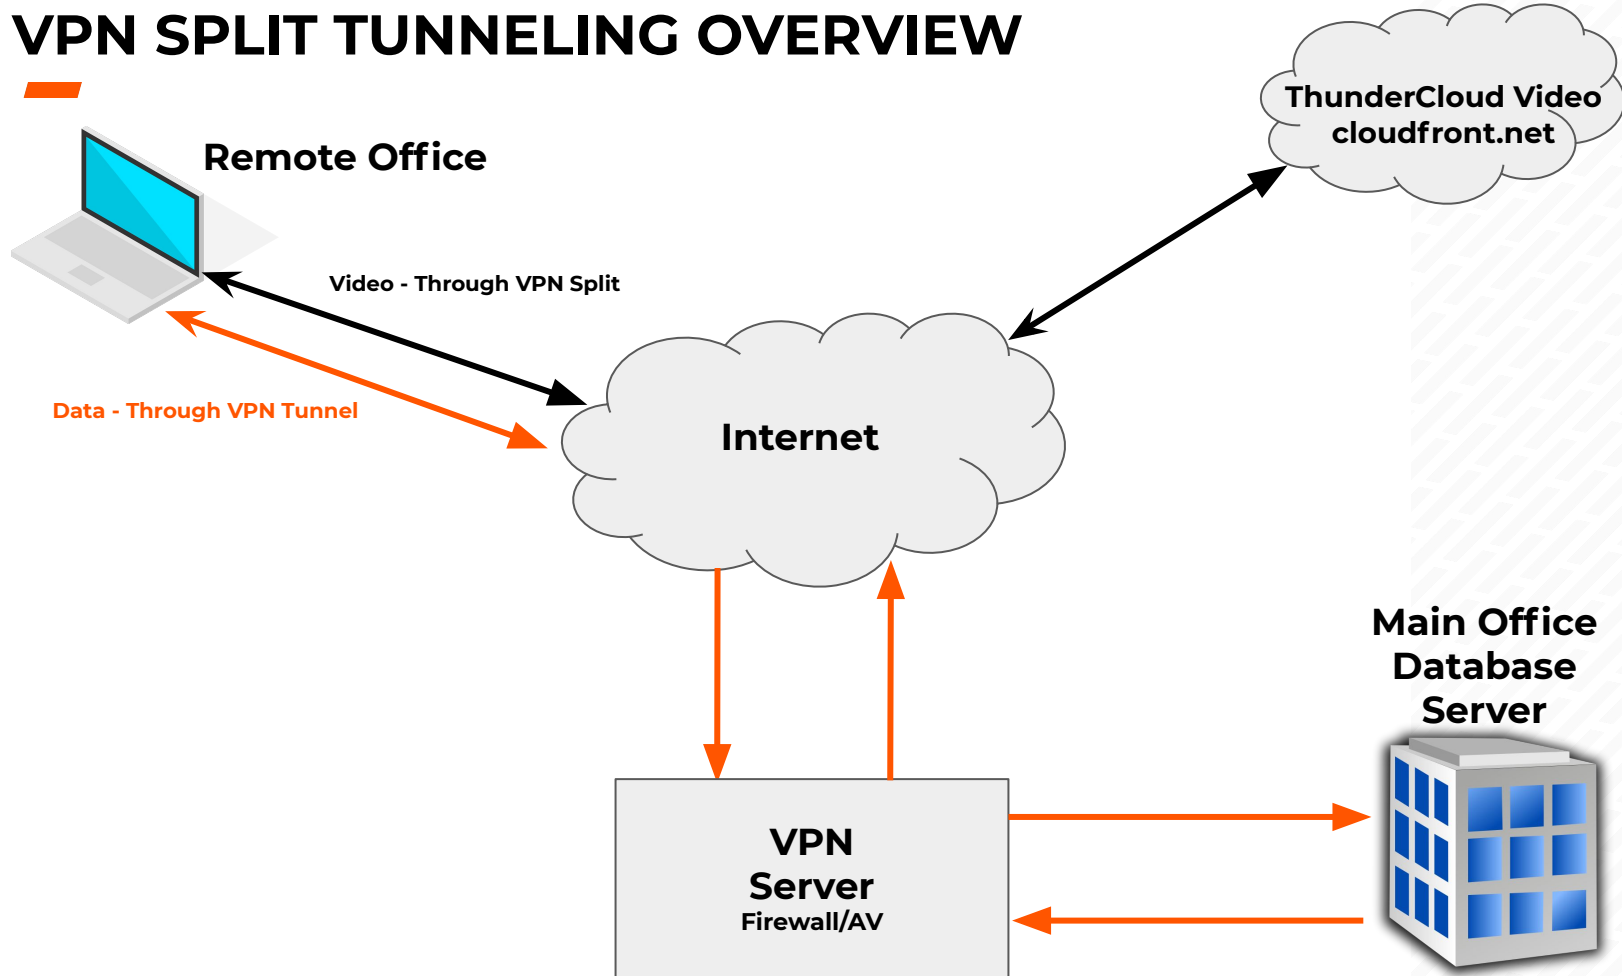 VPN SPLIT TUNNELING OVERVIEW
ThunderCloud Video
cloudfront.net
Remote Office
Video - Through VPN Split
Data - Through VPN Tunnel
Internet
Main Office
Database
Server
VPN
Server
Firewall/AV